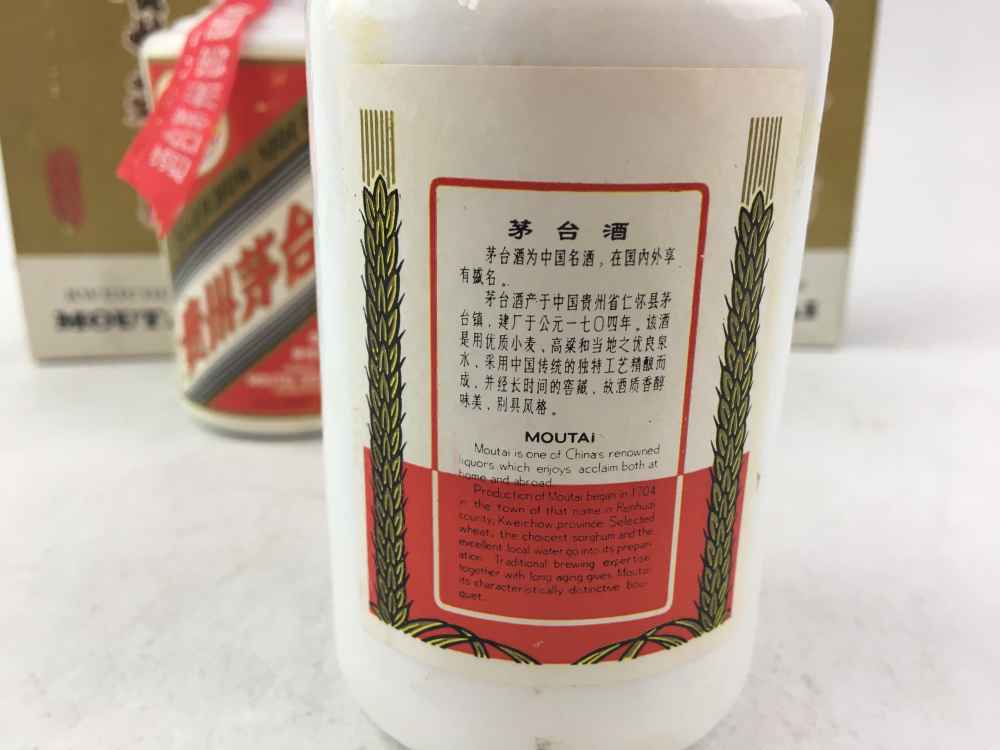 茅台酒
茅台酒为中国名酒，在国内外享
有盛名。
茅台酒产于中国贵州省仁怀县茅
台镇，建厂于公元一七〇四年。该酒
是用优质小麦、高粱和当地之优良泉
水、采用中国传统的独特工艺精酿而
成，并经长时间的窖藏，故酒质香醇
味美，别具风格。
MOUTAI
Moutai is one of China's renowned
liquors which enjoys acclaim both at
home and abroad
Production of Moutai began in 1704
in the town of that name in Renhuai
county, Kweichow province. Selected
wheat, the choicest sorghum and the
excellent local water go into its prepar-
ation. Traditional brewing expertise
together with long aging gives Moutai
its characteristically distinctive bou-
quet.
贵州茅台
MOUTA